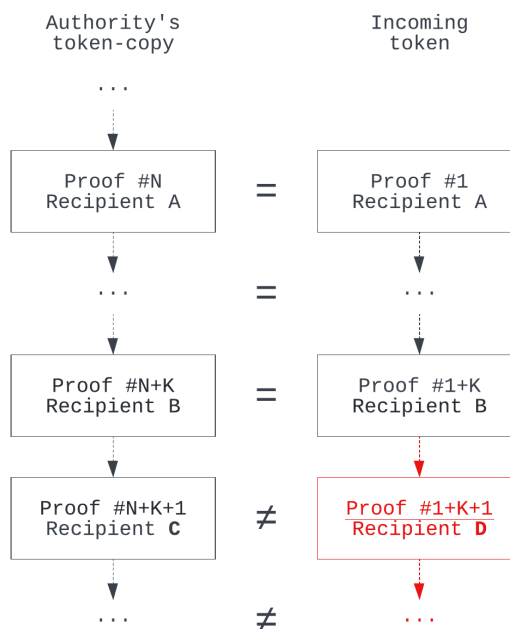 Authority's
token-copy
Incoming
token
...
Proof #N
Recipient A
=
Proof #1
Recipient A
...
=
...
Proof #N+K
Recipient B
=
Proof #1+K
Recipient B
Proof #N+K+1
Recipient C
≠
Proof #1+K+1
Recipient D
...
≠
...